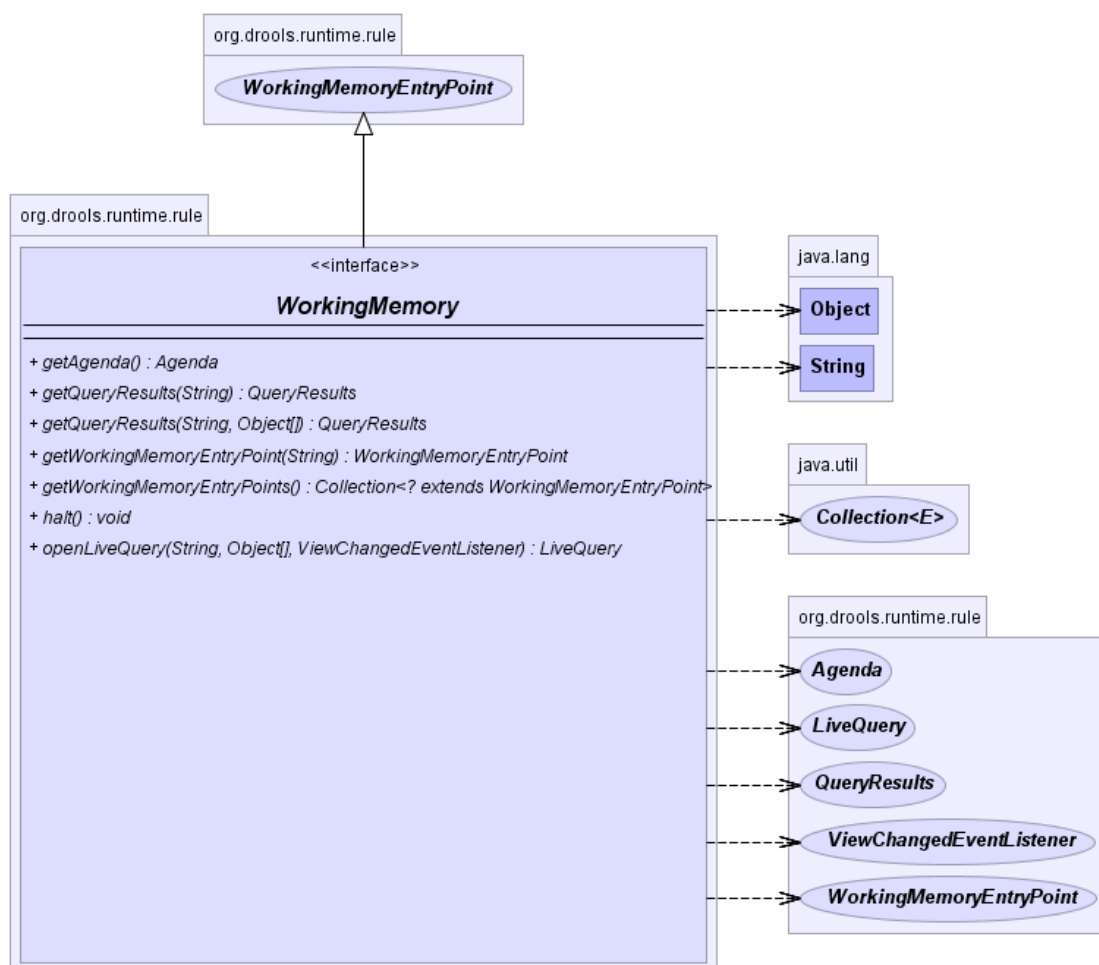 org.drools.runtime.rule
WorkingMemoryEntryPoint
org.drools.runtime.rule
<<interface>>
WorkingMemory
+ getAgenda() : Agenda
+ getQueryResults(String) : QueryResults
+ getQueryResults(String, Object[]) : QueryResults
+ getWorkingMemoryEntryPoint(String) : WorkingMemoryEntryPoint
+ getWorkingMemoryEntryPoints() : Collection<? extends WorkingMemoryEntryPoint>
+ halt() : void
+ openLiveQuery(String, Object[], ViewChangedEventListener) : LiveQuery
java.lang
Object
String
java.util
Collection<E>
org.drools.runtime.rule
Agenda
LiveQuery
QueryResults
ViewChangedEventListener
WorkingMemoryEntryPoint